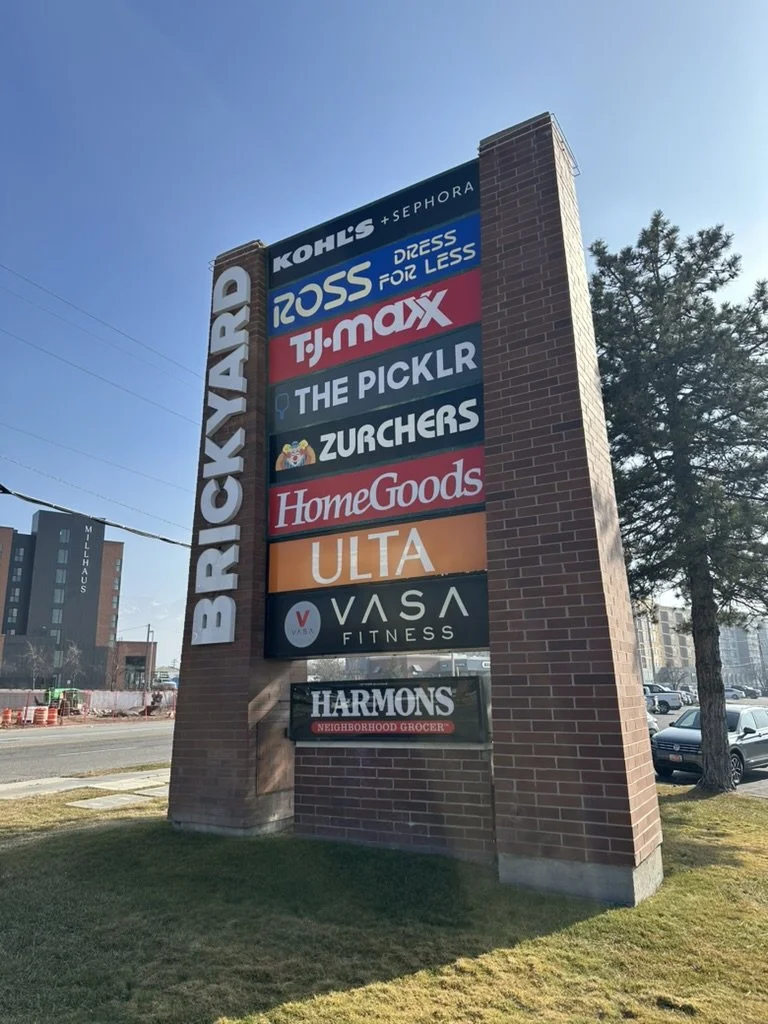 BRICKYARD
KOHL'S +SEPHORA
ROSS DRESS FOR LESS
T·J·maxx
THE PICKLR
ZURCHERS
HomeGoods
ULTA
V
VASA
VASA
FITNESS
HARMONS
NEIGHBORHOOD GROCER
MILLHAUS